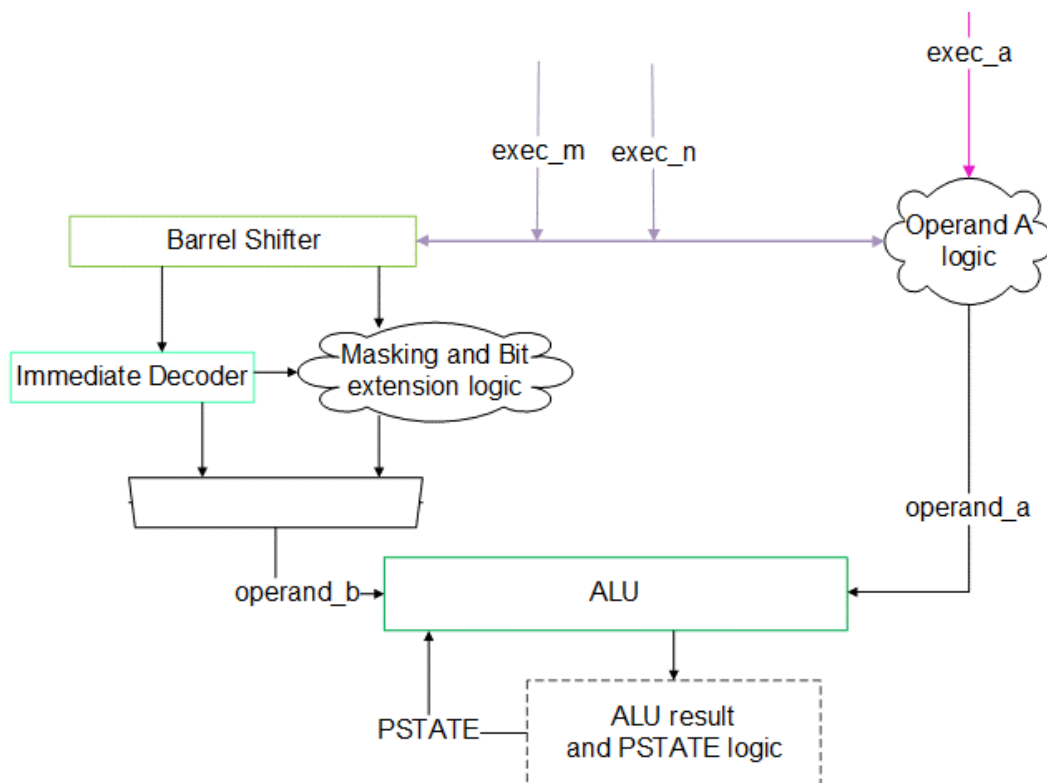 exec_a
exec_m
exec_n
Operand A
logic
Barrel Shifter
Masking and Bit
extension logic
Immediate Decoder
operand_a
operand_b
ALU
PSTATE
ALU result
and PSTATE logic